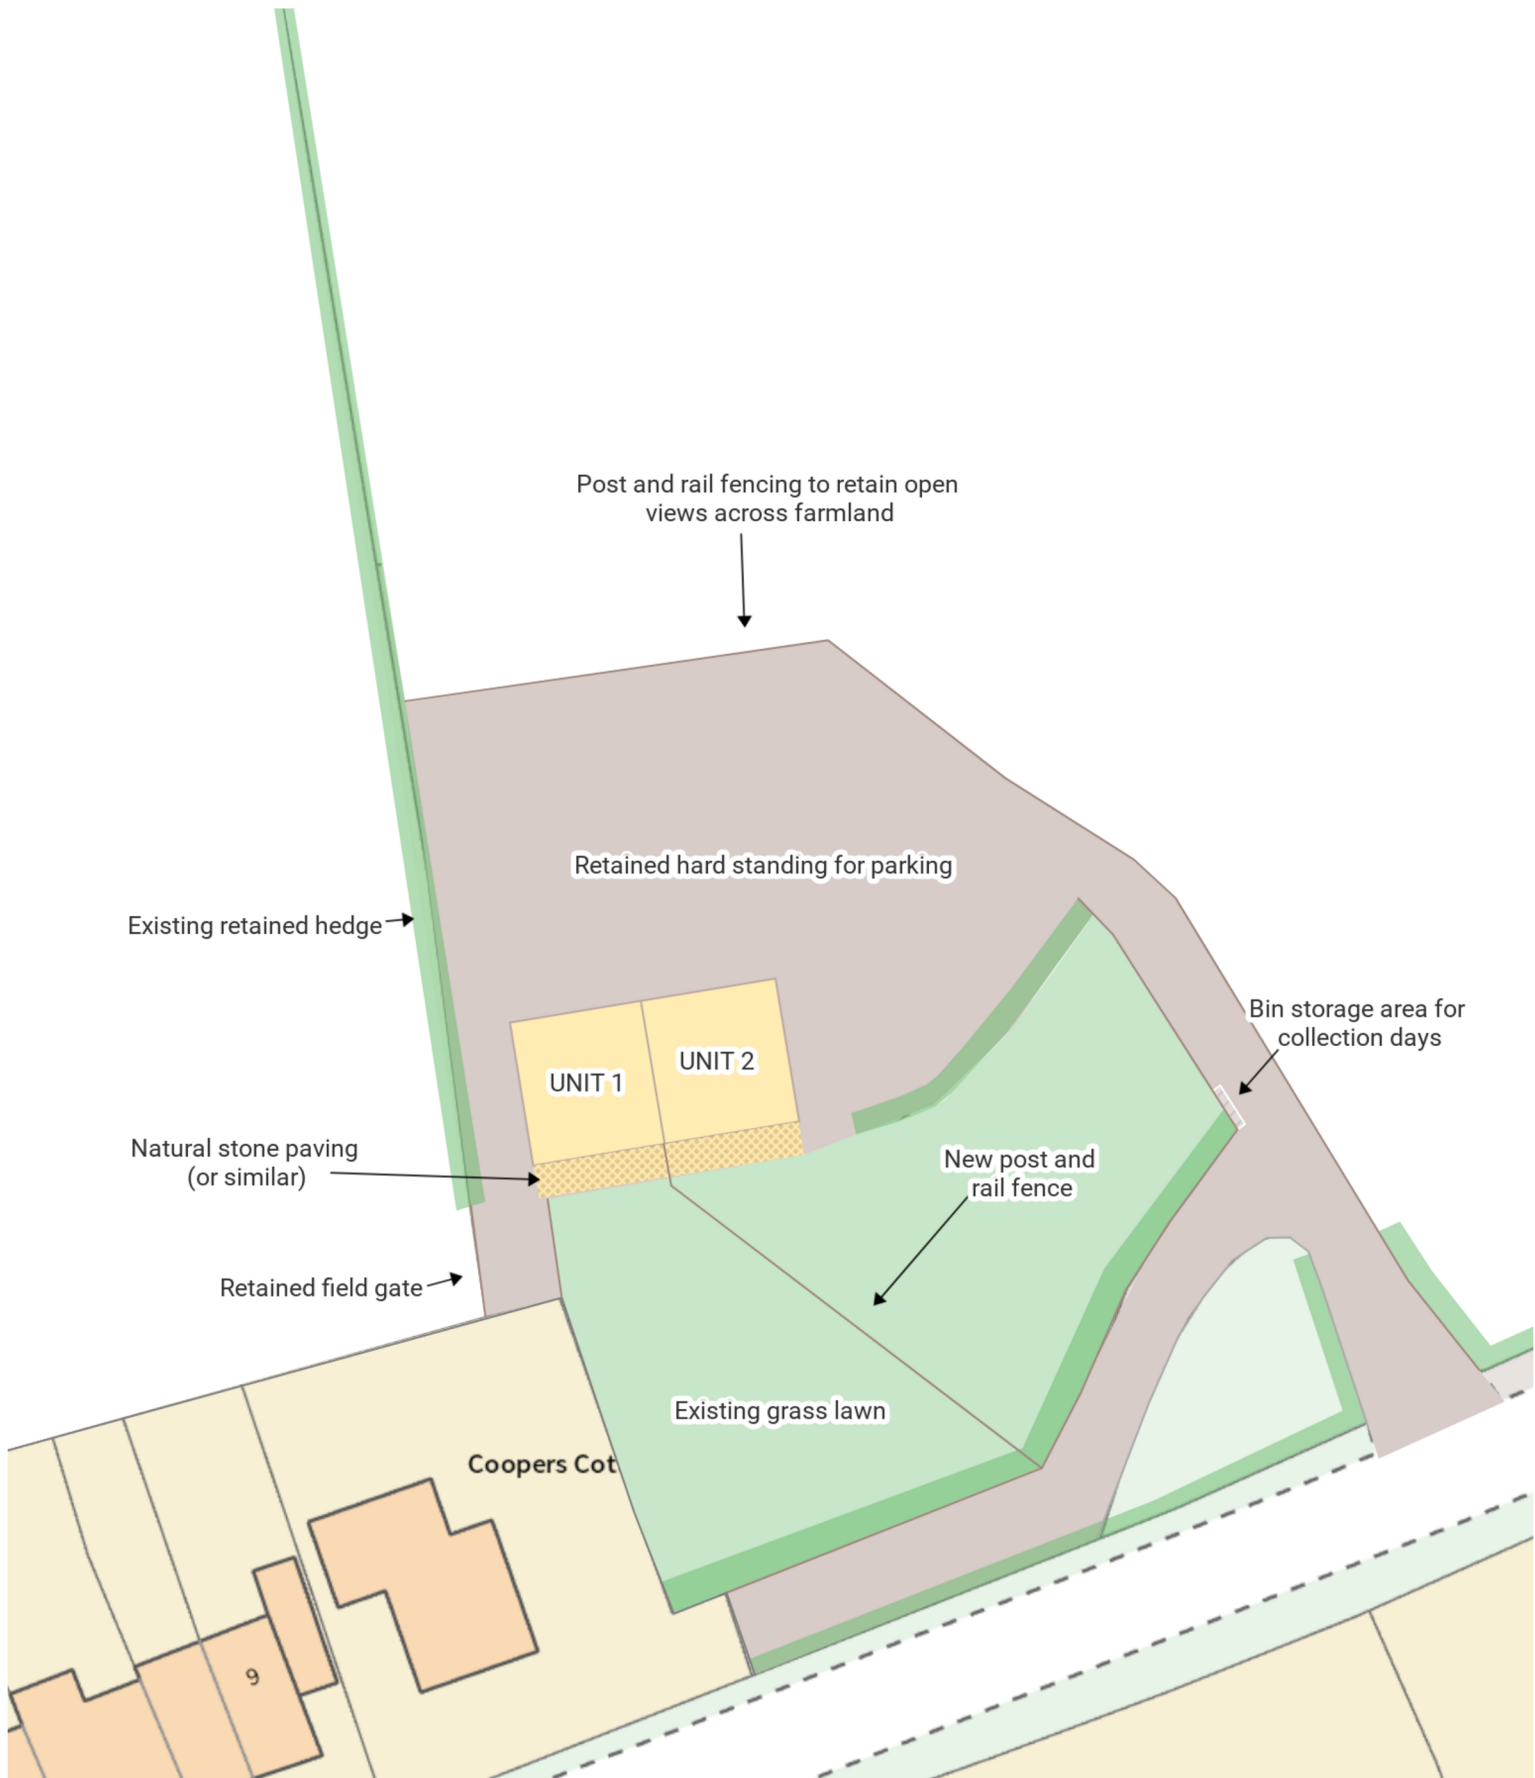 Post and rail fencing to retain open
views across farmland
Retained hard standing for parking
Existing retained hedge
Bin storage area for
collection days
UNIT 1
UNIT 2
Natural stone paving
(or similar)
New post and
rail fence
Retained field gate
Existing grass lawn
Coopers Cot
9